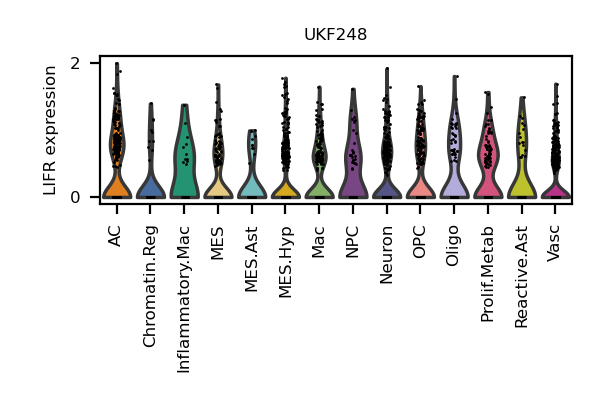 UKF248
LIFR expression
2
0
AC
Chromatin.Reg
Inflammatory.Mac
MES
MES.Ast
MES.Hyp
Mac
NPC
Neuron
OPC
Oligo
Prolif.Metab
Reactive.Ast
Vasc